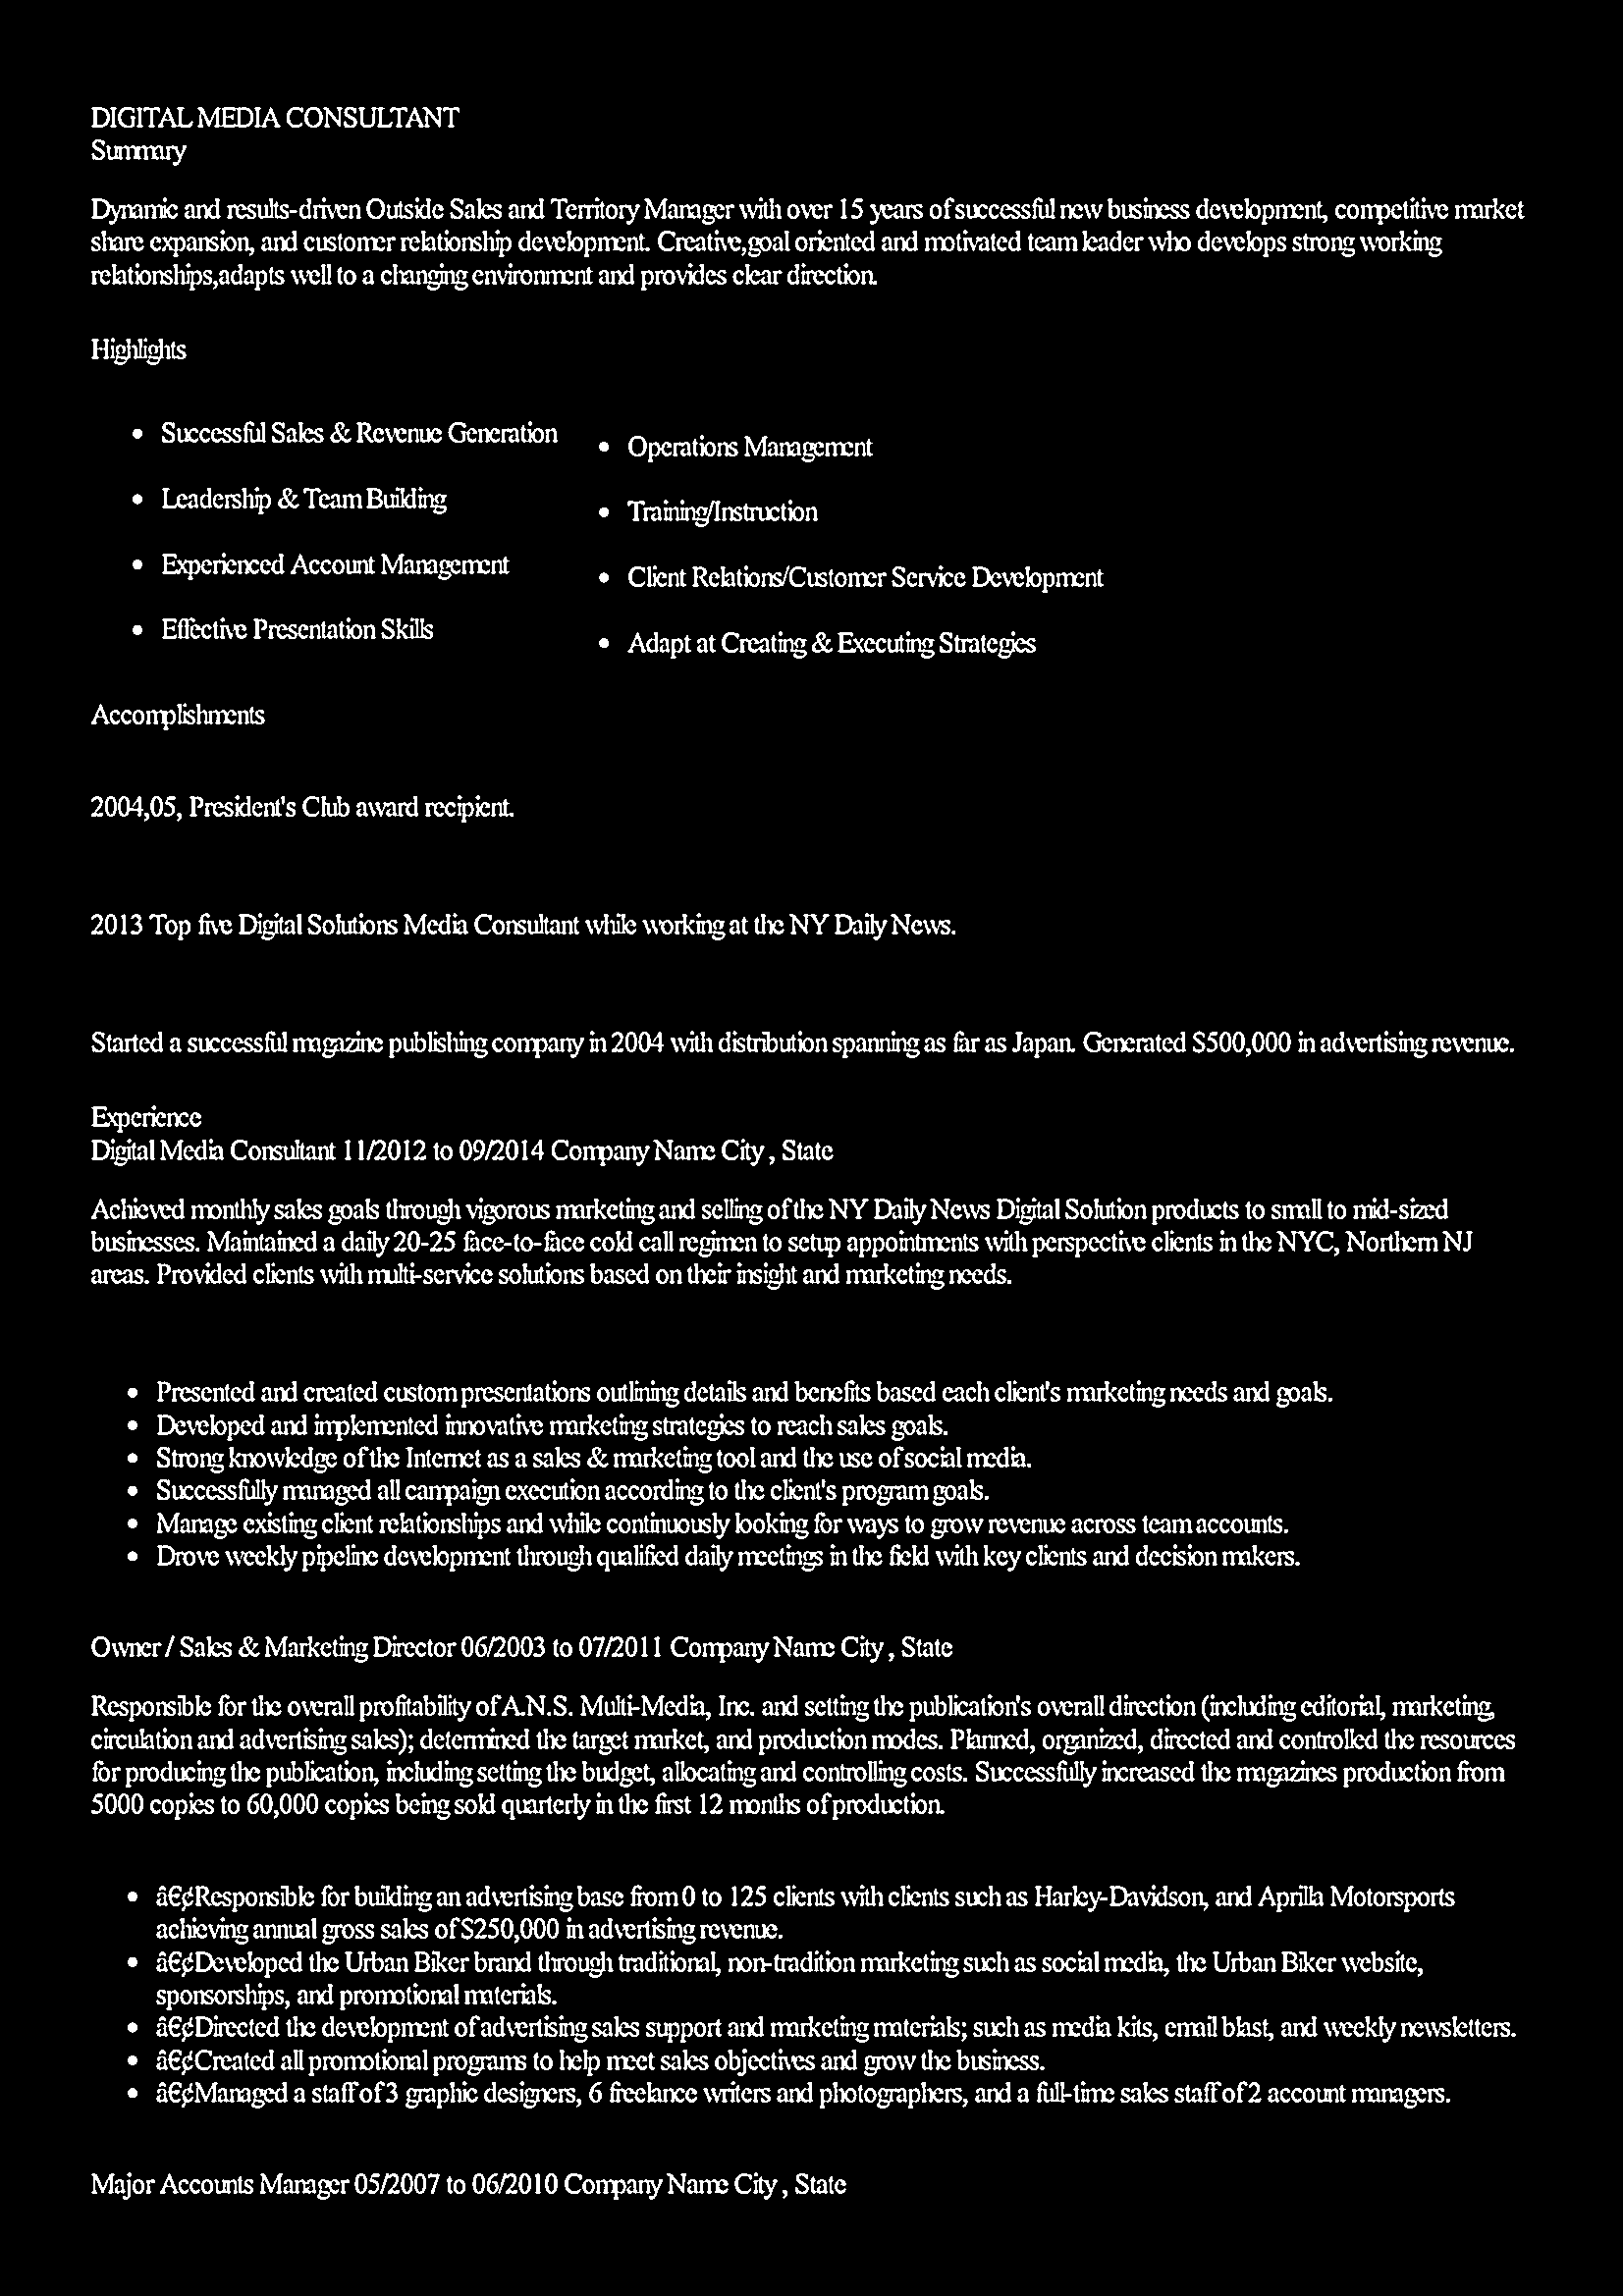 DIGITAL MEDIA CONSULTANT
Summary
Dynamic and results-driven Outside Sales and Territory Manager with over 15 years of successful new business development, competitive market
share expansion, and customer relationship development. Creative,goal oriented and motivated team leader who develops strong working
relationships,adapts well to a changing environment and provides clear direction.
Highlights
• Successful Sales & Revenue Generation
• Leadership & Team Building
• Experienced Account Management
• Effective Presentation Skills
• Operations Management
• Training/Instruction
• Client Relations/Customer Service Development
• Adapt at Creating & Executing Strategies
Accomplishments
2004,05, President's Club award recipient.
2013 Top five Digital Solutions Media Consultant while working at the NY Daily News.
Started a successful magazine publishing company in 2004 with distribution spanning as far as Japan. Generated $500,000 in advertising revenue.
Experience
Digital Media Consultant 11/2012 to 09/2014 Company Name City , State
Achieved monthly sales goals through vigorous marketing and selling of the NY Daily News Digital Solution products to small to mid-sized
businesses. Maintained a daily 20-25 face-to-face cold call regimen to setup appointments with perspective clients in the NYC, Northern NJ
areas. Provided clients with multi-service solutions based on their insight and marketing needs.
• Presented and created custom presentations outlining details and benefits based each client's marketing needs and goals.
• Developed and implemented innovative marketing strategies to reach sales goals.
• Strong knowledge of the Internet as a sales & marketing tool and the use of social media.
• Successfully managed all campaign execution according to the client's program goals.
• Manage existing client relationships and while continuously looking for ways to grow revenue across team accounts.
• Drove weekly pipeline development through qualified daily meetings in the field with key clients and decision makers.
Owner / Sales & Marketing Director 06/2003 to 07/2011 Company Name City , State
Responsible for the overall profitability of A.N.S. Multi-Media, Inc. and setting the publication's overall direction (including editorial, marketing,
circulation and advertising sales); determined the target market, and production modes. Planned, organized, directed and controlled the resources
for producing the publication, including setting the budget, allocating and controlling costs. Successfully increased the magazines production from
5000 copies to 60,000 copies being sold quarterly in the first 12 months of production.
• â€¢Responsible for building an advertising base from 0 to 125 clients with clients such as Harley-Davidson, and Aprilla Motorsports
achieving annual gross sales of $250,000 in advertising revenue.
• â€¢Developed the Urban Biker brand through traditional, non-tradition marketing such as social media, the Urban Biker website,
sponsorships, and promotional materials.
• â€¢Directed the development of advertising sales support and marketing materials; such as media kits, email blast, and weekly newsletters.
• â€¢Created all promotional programs to help meet sales objectives and grow the business.
• â€¢Managed a staff of 3 graphic designers, 6 freelance writers and photographers, and a full-time sales staff of 2 account managers.
Major Accounts Manager 05/2007 to 06/2010 Company Name City , State